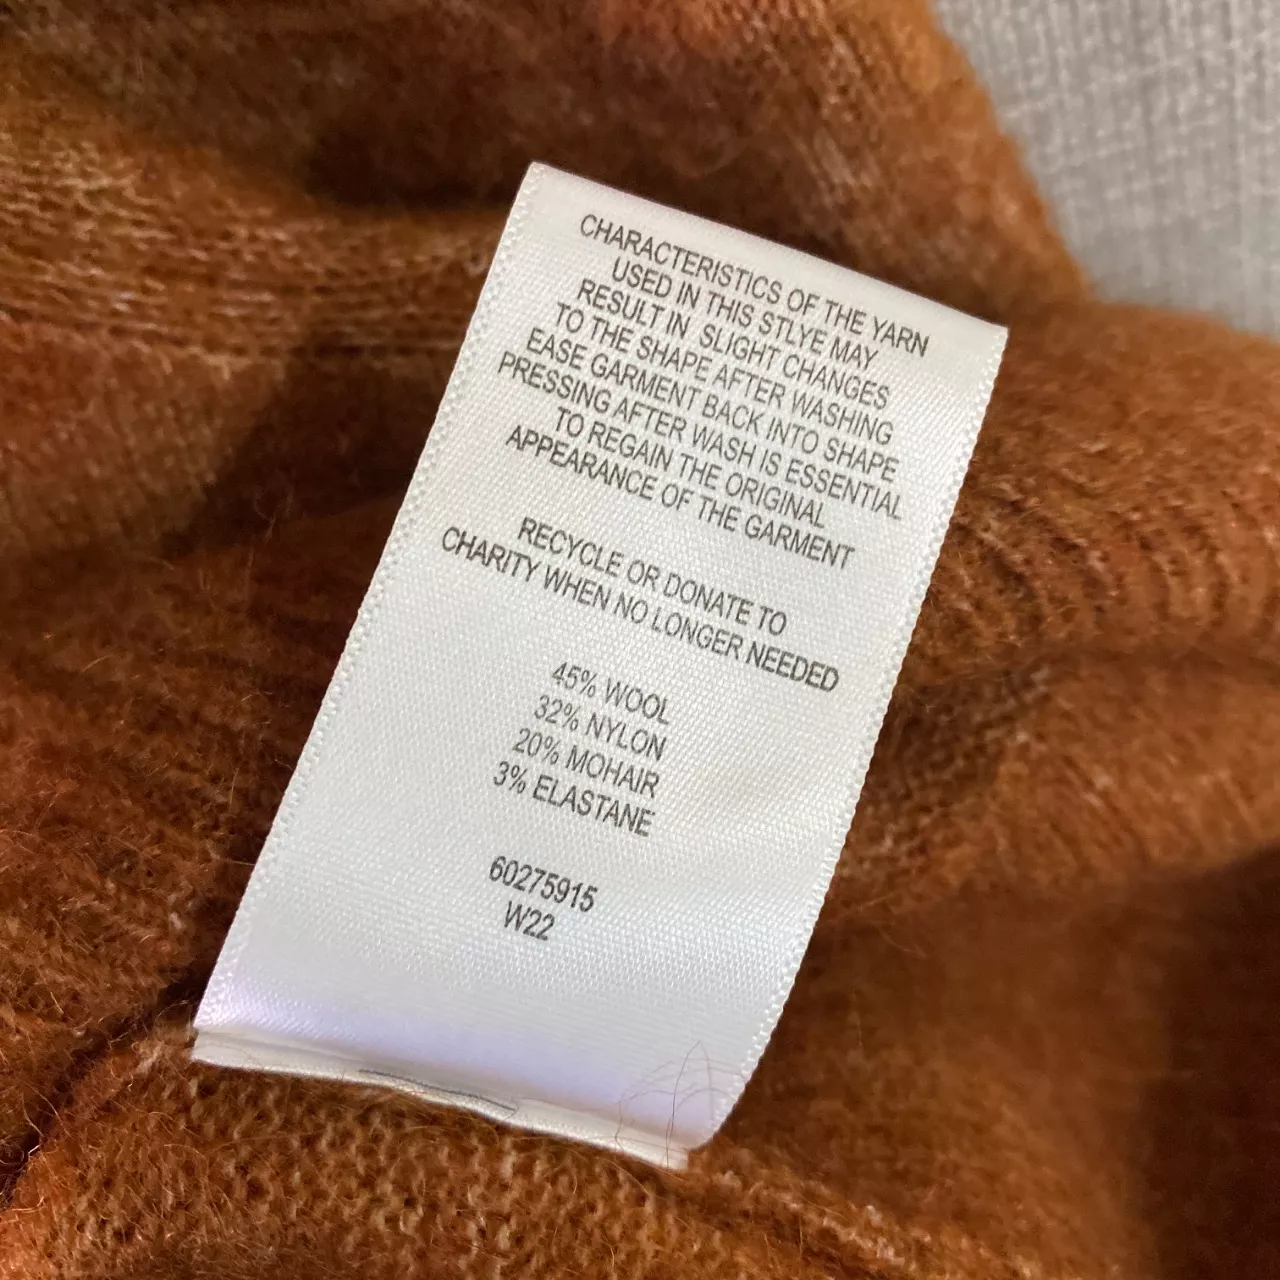 CHARACTERISTICS OF THE YARN
USED IN THIS STLYE MAY
RESULT IN SLIGHT CHANGES
TO THE SHAPE AFTER WASHING
EASE GARMENT BACK INTO SHAPE
PRESSING AFTER WASH IS ESSENTIAL
TO REGAIN THE ORIGINAL
APPEARANCE OF THE GARMENT
RECYCLE OR DONATE TO
CHARITY WHEN NO LONGER NEEDED
45% WOOL
32% NYLON
20% MOHAIR
3% ELASTANE
60275915
W22